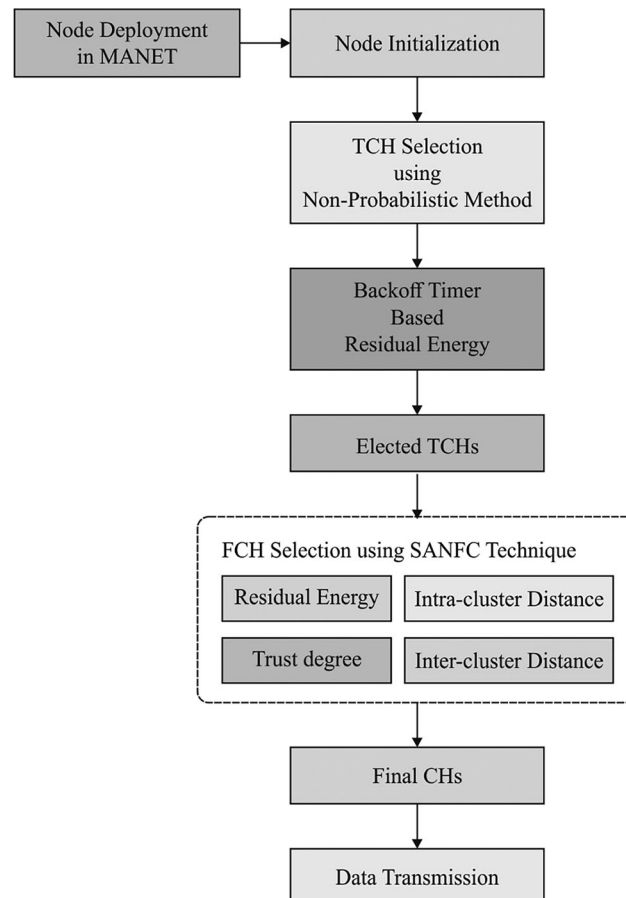 Node Deployment
in MANET
Node Initialization
TCH Selection
using
Non-Probabilistic Method
Backoff Timer
Based
Residual Energy
Elected TCHs
FCH Selection using SANFC Technique
Residual Energy
Intra-cluster Distance
Trust degree
Inter-cluster Distance
Final CHs
Data Transmission